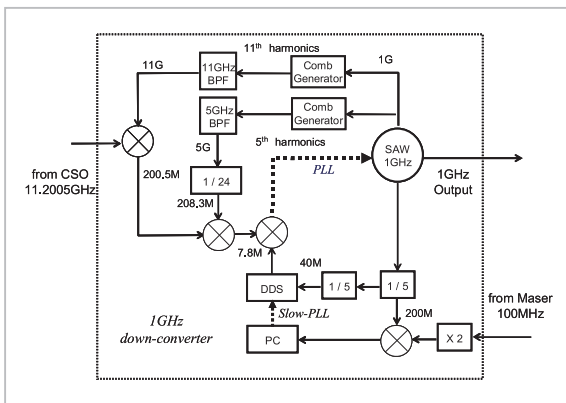 11th harmonics
11G
11GHz
BPF
Comb
Generator
1G
5GHz
BPF
Comb
Generator
5th harmonics
5G
SAW
1GHz
PLL
from CSO
11.2005GHz
200.5M
1 / 24
208.3M
1GHz
Output
7.8M
40M
DDS
1 / 5
1 / 5
from Maser
100MHz
Slow-PLL
200M
1GHz
down-converter
PC
X 2